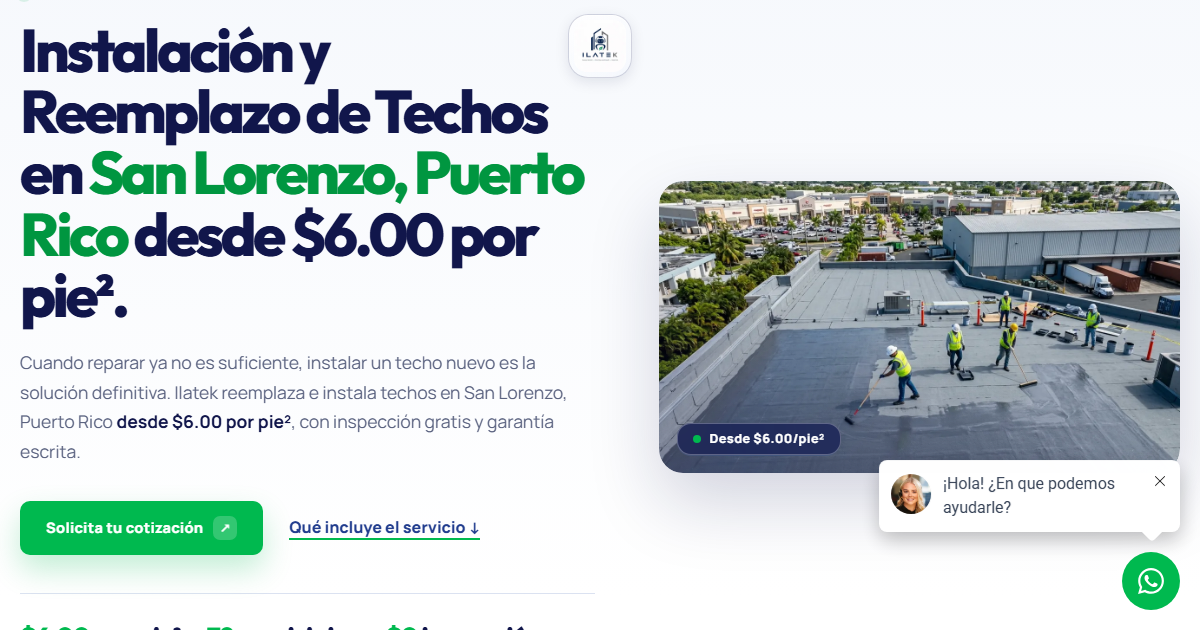 ILATEK
Instalación y
Reemplazo de Techos
en San Lorenzo, Puerto
Rico desde $6.00 por
pie².
Cuando reparar ya no es suficiente, instalar un techo nuevo es la
solución definitiva. Ilatek reemplaza e instala techos en San Lorenzo,
Puerto Rico desde $6.00 por pie², con inspección gratis y garantía
escrita.
Solicita tu cotización ↗
Qué incluye el servicio ↓
Desde $6.00/pie²
¡Hola! ¿En que podemos
ayudarle?